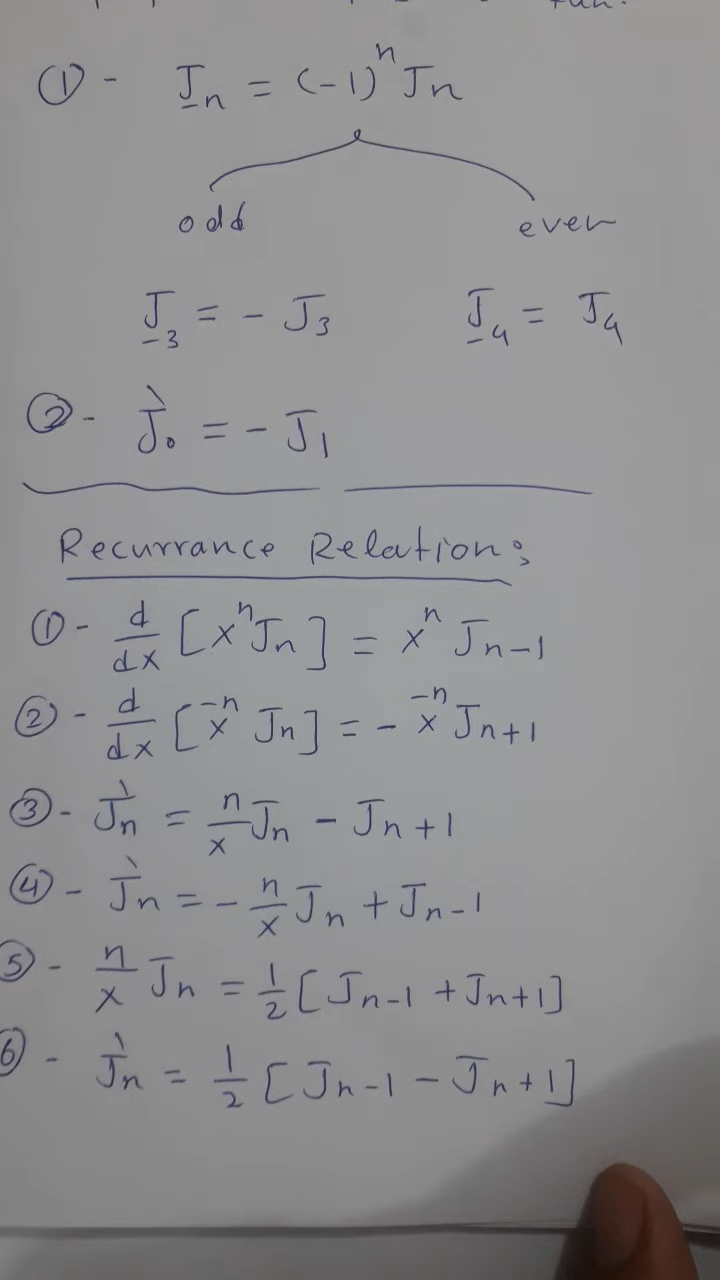 fun.
① - J₋n = (-1)ⁿ Jn
odd even
J₋₃ = - J₃ J₋₄ = J₄
② - J̀₀ = - J₁
Recurrance Relation:
① - d/dx [xⁿJn] = xⁿ Jn-1
② - d/dx [x⁻ⁿ Jn] = - x⁻ⁿ Jn+1
③ - J̀n = n/x Jn - Jn+1
④ - J̀n = - n/x Jn + Jn-1
⑤ - n/x Jn = 1/2 [Jn-1 + Jn+1]
⑥ - J̀n = 1/2 [Jn-1 - Jn+1]